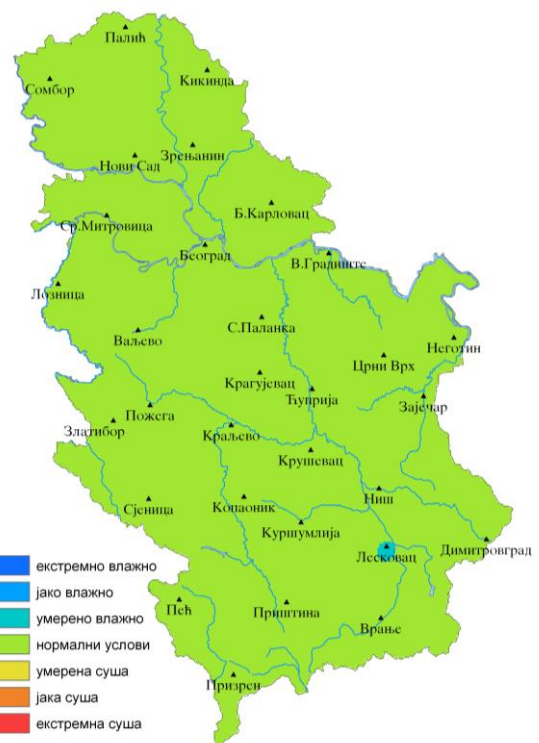 Палић
Кикинда
Сомбор
Зрењанин
Нови Сад
Б.Карловац
Ср.Митровица
Београд
В.Градиште
Лозница
С.Паланка
Ваљево
Неготин
Црни Врх
Крагујевац
Ћуприја
Зајечар
Пожега
Златибор
Краљево
Крушевац
Ниш
Сјеница
Копаоник
Куршумлија
Димитровград
Лесковац
Пећ
Приштина
Врање
Призрен
екстремно влажно
јако влажно
умерено влажно
нормални услови
умерена суша
јака суша
екстремна суша